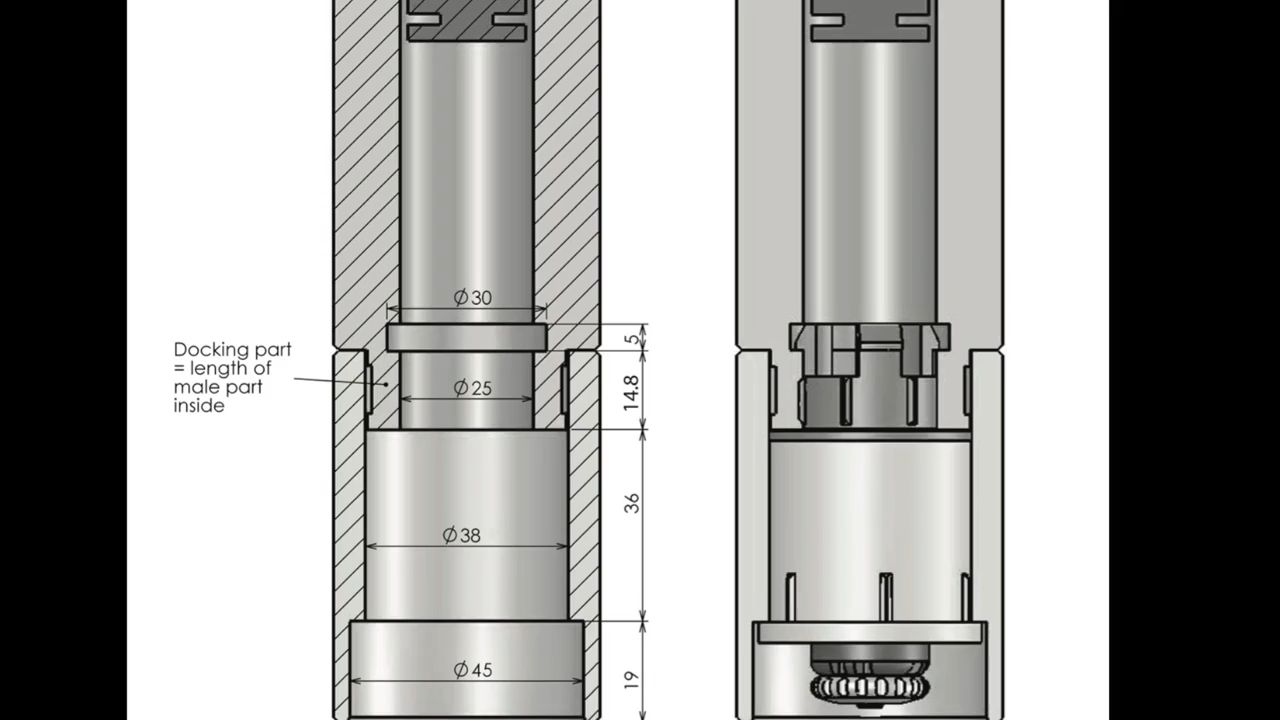 Ø30
5
Docking part
= length of
male part
inside
14.8
Ø25
36
Ø38
Ø45
19